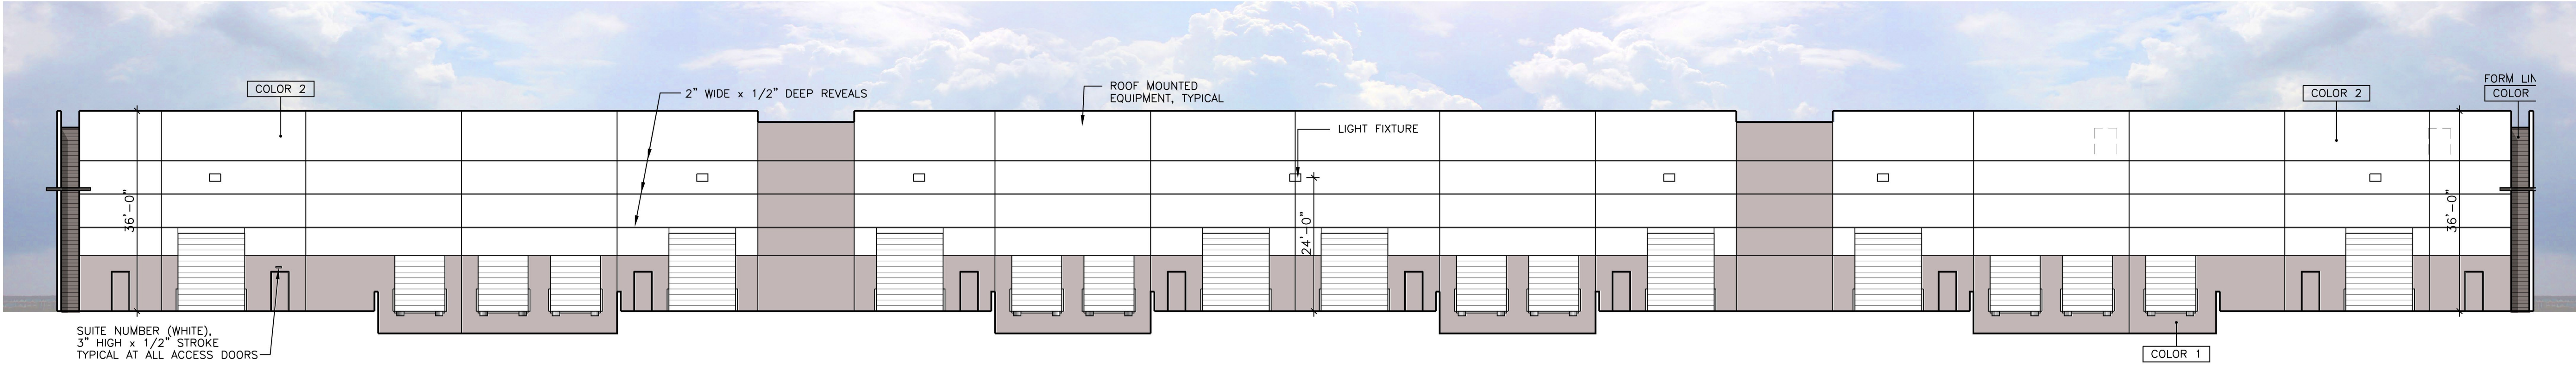 COLOR 2
2" WIDE x 1/2" DEEP REVEALS
ROOF MOUNTED
EQUIPMENT, TYPICAL
LIGHT FIXTURE
COLOR 2
FORM LIN
COLOR
36'-0"
24'-0"
36'-0"
SUITE NUMBER (WHITE),
3" HIGH x 1/2" STROKE
TYPICAL AT ALL ACCESS DOORS
COLOR 1